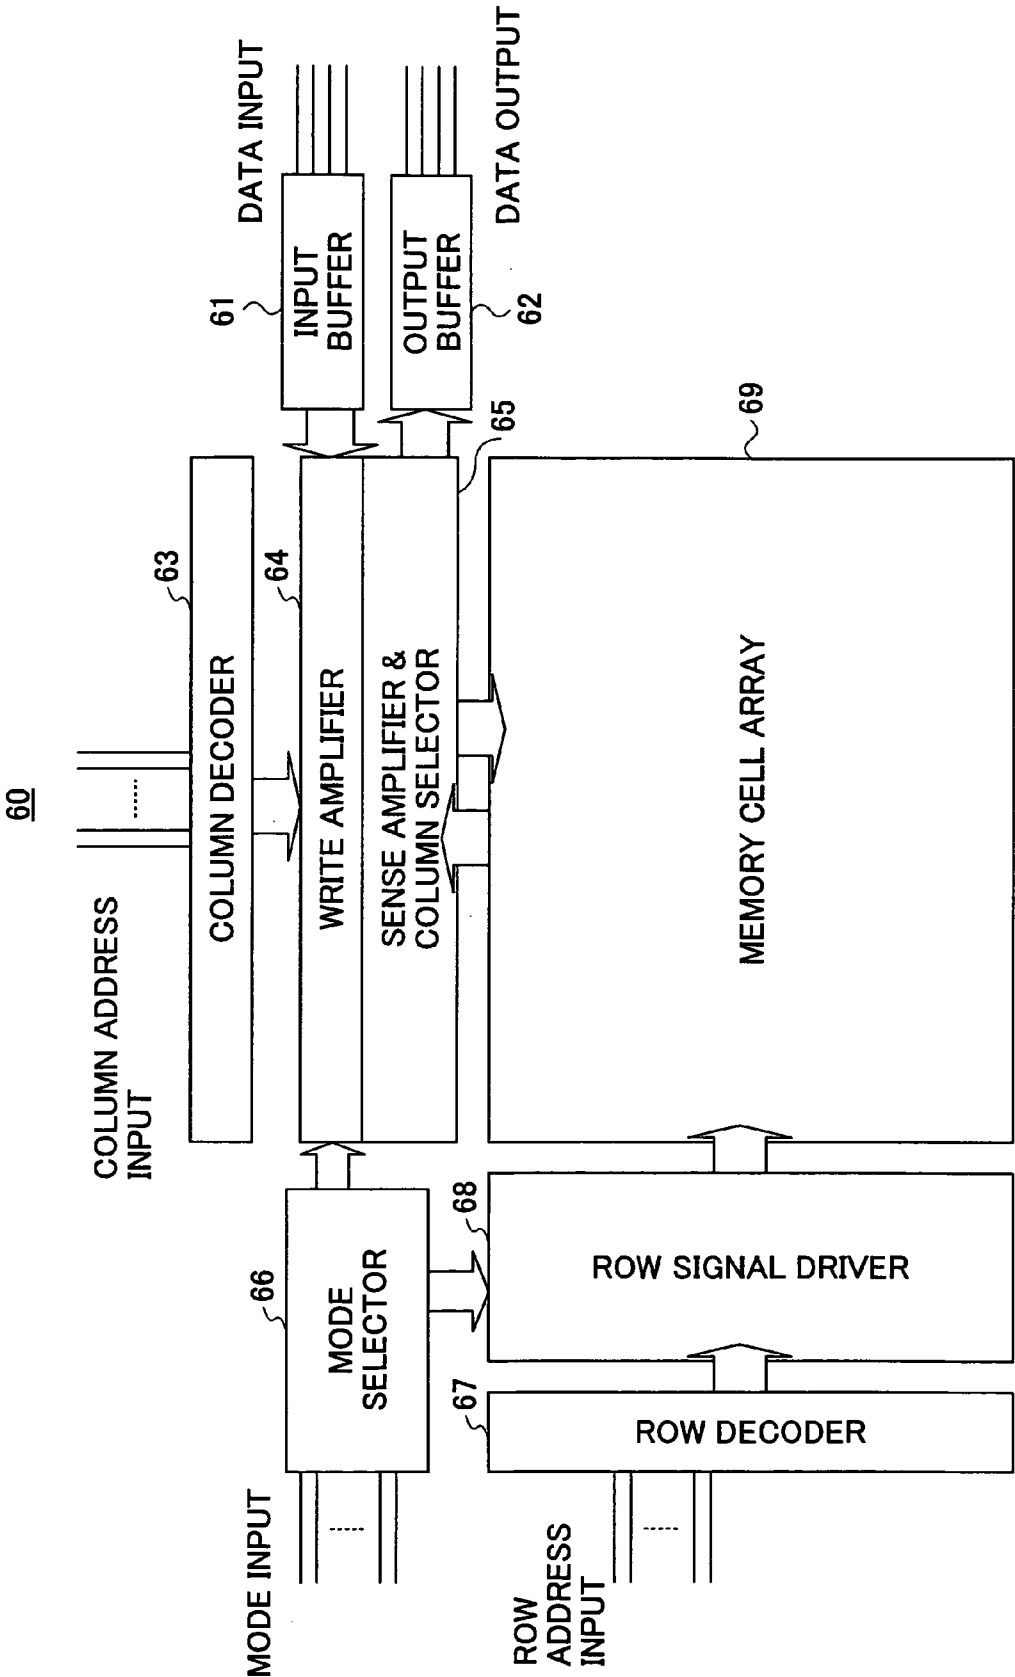 60
COLUMN ADDRESS
INPUT
63
COLUMN DECODER
DATA INPUT
61
INPUT
BUFFER
64
WRITE AMPLIFIER
SENSE AMPLIFIER &
COLUMN SELECTOR
65
OUTPUT
BUFFER
62
DATA OUTPUT
MODE INPUT
66
MODE
SELECTOR
67
ROW DECODER
68
ROW SIGNAL DRIVER
69
MEMORY CELL ARRAY
ROW
ADDRESS
INPUT